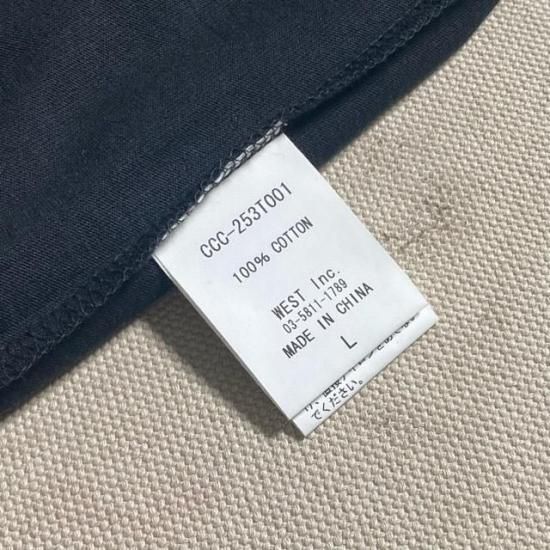 CCC-253T001
100% COTTON
WEST Inc.
03-5811-1789
MADE IN CHINA
L
でください。